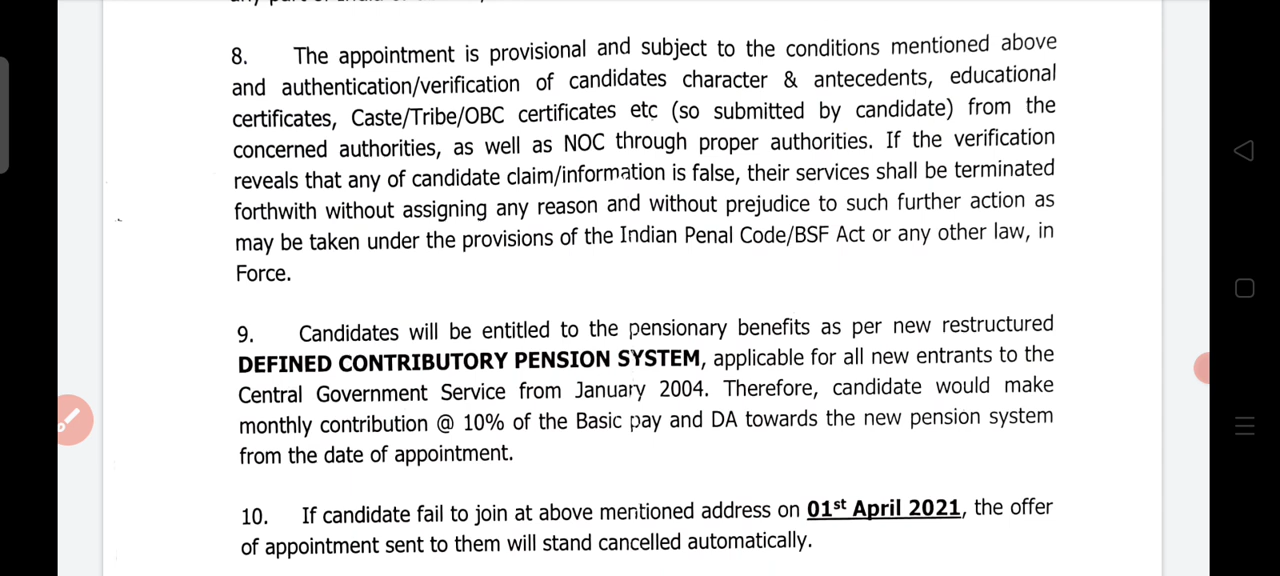 8. The appointment is provisional and subject to the conditions mentioned above
and authentication/verification of candidates character & antecedents, educational
certificates, Caste/Tribe/OBC certificates etc (so submitted by candidate) from the
concerned authorities, as well as NOC through proper authorities. If the verification
reveals that any of candidate claim/information is false, their services shall be terminated
forthwith without assigning any reason and without prejudice to such further action as
may be taken under the provisions of the Indian Penal Code/BSF Act or any other law, in
Force.
9. Candidates will be entitled to the pensionary benefits as per new restructured
DEFINED CONTRIBUTORY PENSION SYSTEM, applicable for all new entrants to the
Central Government Service from January 2004. Therefore, candidate would make
monthly contribution @ 10% of the Basic pay and DA towards the new pension system
from the date of appointment.
10. If candidate fail to join at above mentioned address on 01st April 2021, the offer
of appointment sent to them will stand cancelled automatically.